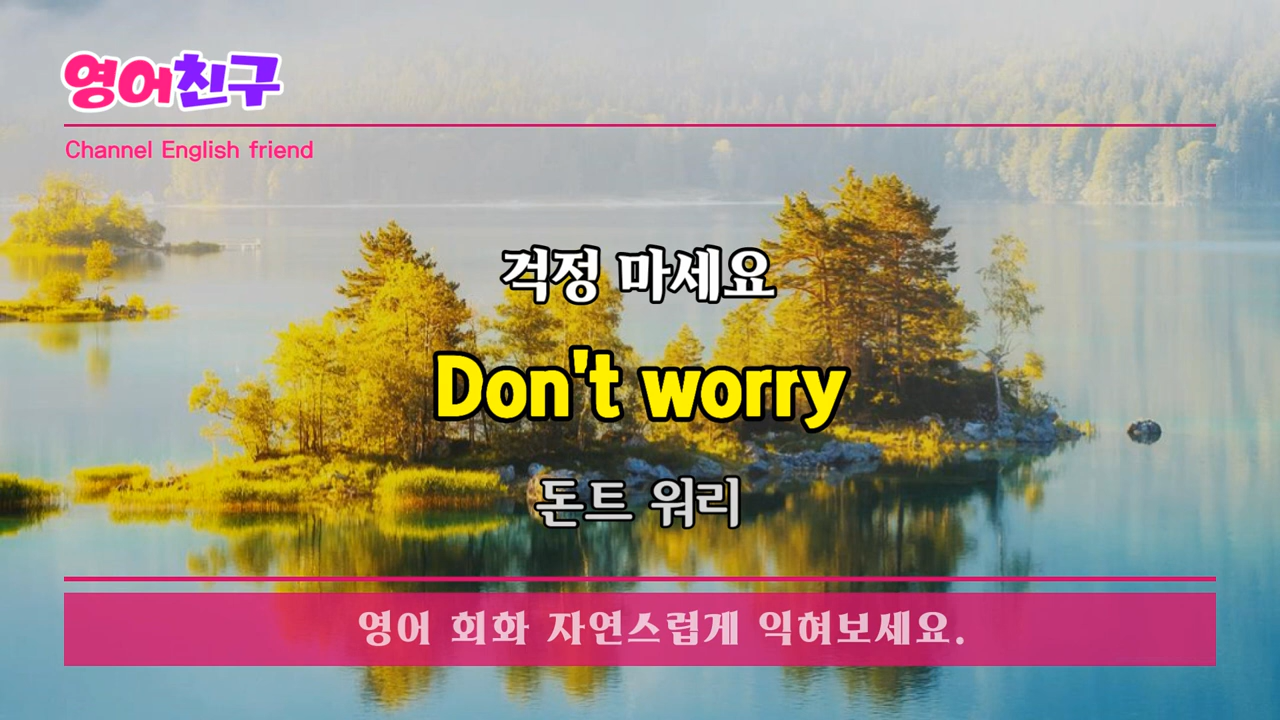 영어친구
Channel English friend
걱정 마세요
Don't worry
돈트 워리
영어 회화 자연스럽게 익혀보세요.